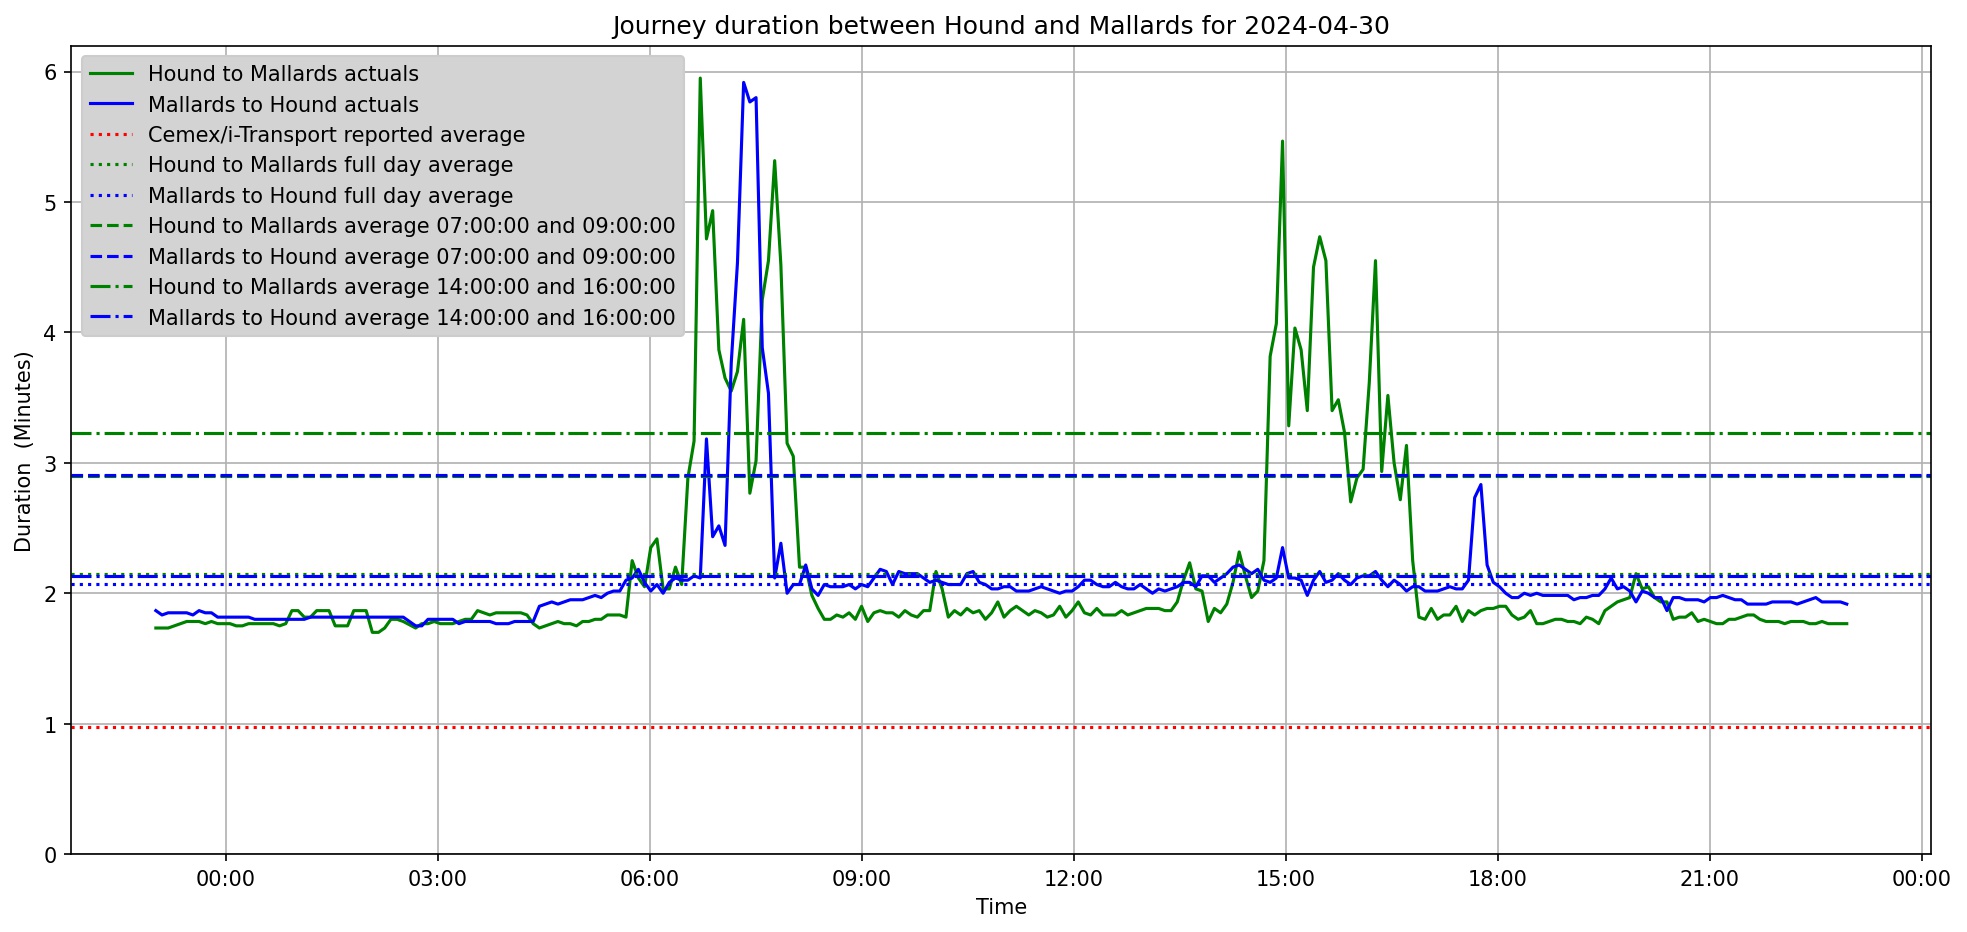 Journey duration between Hound and Mallards for 2024-04-30
Hound to Mallards actuals
Mallards to Hound actuals
Cemex/i-Transport reported average
Hound to Mallards full day average
Mallards to Hound full day average
Hound to Mallards average 07:00:00 and 09:00:00
Mallards to Hound average 07:00:00 and 09:00:00
Hound to Mallards average 14:00:00 and 16:00:00
Mallards to Hound average 14:00:00 and 16:00:00
Duration (Minutes)
6
5
4
3
2
1
0
00:00 03:00 06:00 09:00 12:00 15:00 18:00 21:00 00:00
Time